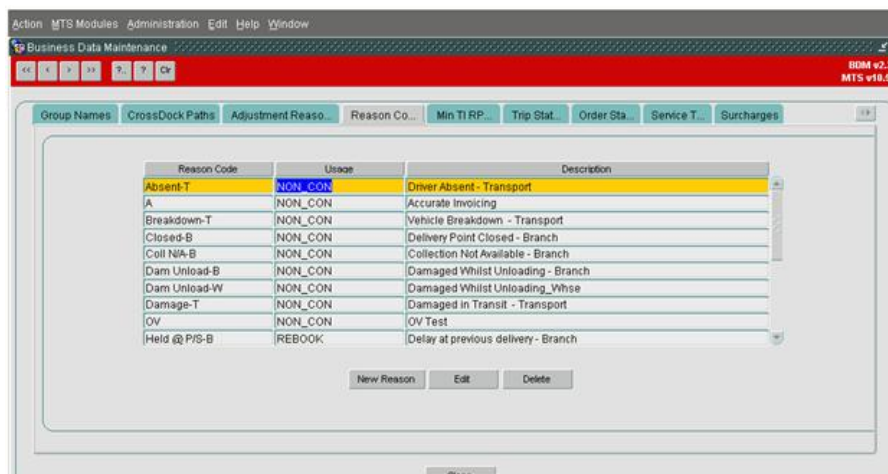 Action MTS Modules Administration Edit Help Window
Business Data Maintenance
<< < > >> ?.. ? Clr
BDM v2.
MTS v10.
Group Names CrossDock Paths Adjustment Reaso... Reason Co... Min TI RP... Trip Stat... Order Sta... Service T... Surcharges
Reason Code Usage Description
Absent-T NON_CON Driver Absent - Transport
A NON_CON Accurate Invoicing
Breakdown-T NON_CON Vehicle Breakdown - Transport
Closed-B NON_CON Delivery Point Closed - Branch
Coll N/A-B NON_CON Collection Not Available - Branch
Dam Unload-B NON_CON Damaged Whilst Unloading - Branch
Dam Unload-W NON_CON Damaged Whilst Unloading_Whse
Damage-T NON_CON Damaged in Transit - Transport
OV NON_CON OV Test
Held @ P/S-B REBOOK Delay at previous delivery - Branch
New Reason Edit Delete